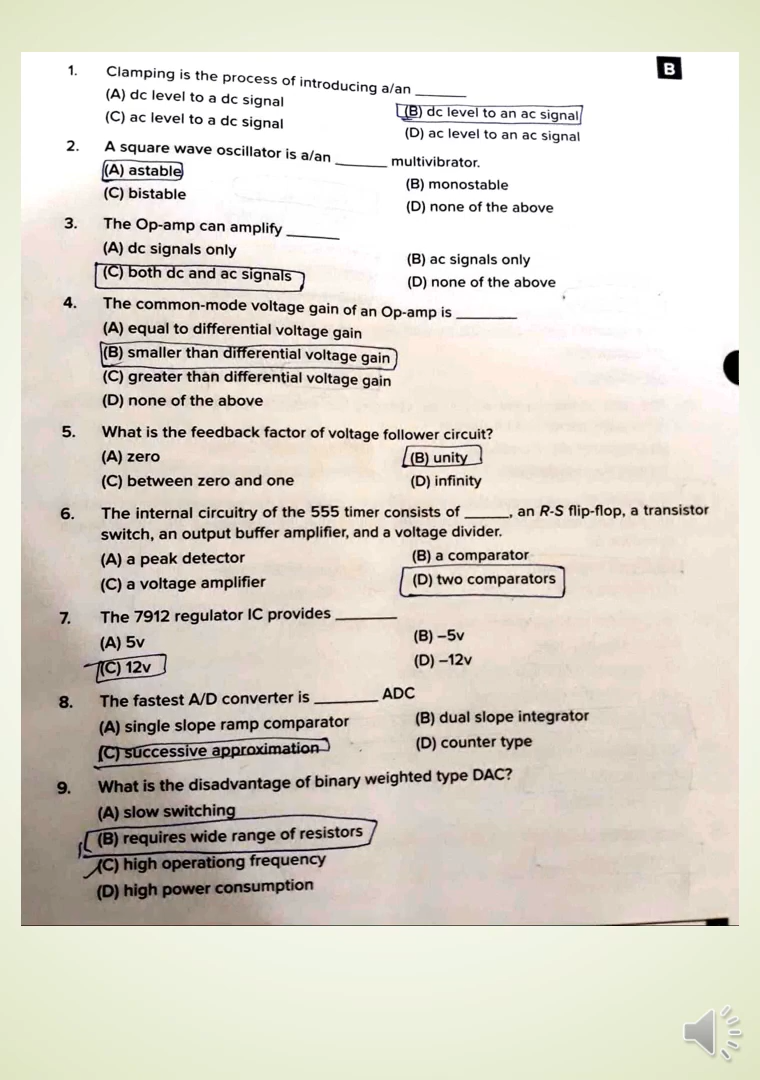 B
1. Clamping is the process of introducing a/an ______
(A) dc level to a dc signal
(B) dc level to an ac signal
(C) ac level to a dc signal
(D) ac level to an ac signal
2. A square wave oscillator is a/an ______ multivibrator.
(A) astable
(B) monostable
(C) bistable
(D) none of the above
3. The Op-amp can amplify ______
(A) dc signals only
(B) ac signals only
(C) both dc and ac signals
(D) none of the above
4. The common-mode voltage gain of an Op-amp is ______
(A) equal to differential voltage gain
(B) smaller than differential voltage gain
(C) greater than differential voltage gain
(D) none of the above
5. What is the feedback factor of voltage follower circuit?
(A) zero
(B) unity
(C) between zero and one
(D) infinity
6. The internal circuitry of the 555 timer consists of ______, an R-S flip-flop, a transistor
switch, an output buffer amplifier, and a voltage divider.
(A) a peak detector
(B) a comparator
(C) a voltage amplifier
(D) two comparators
7. The 7912 regulator IC provides ______
(A) 5v
(B) –5v
(C) 12v
(D) –12v
8. The fastest A/D converter is ______ ADC
(A) single slope ramp comparator
(B) dual slope integrator
(C) successive approximation
(D) counter type
9. What is the disadvantage of binary weighted type DAC?
(A) slow switching
(B) requires wide range of resistors
(C) high operationg frequency
(D) high power consumption